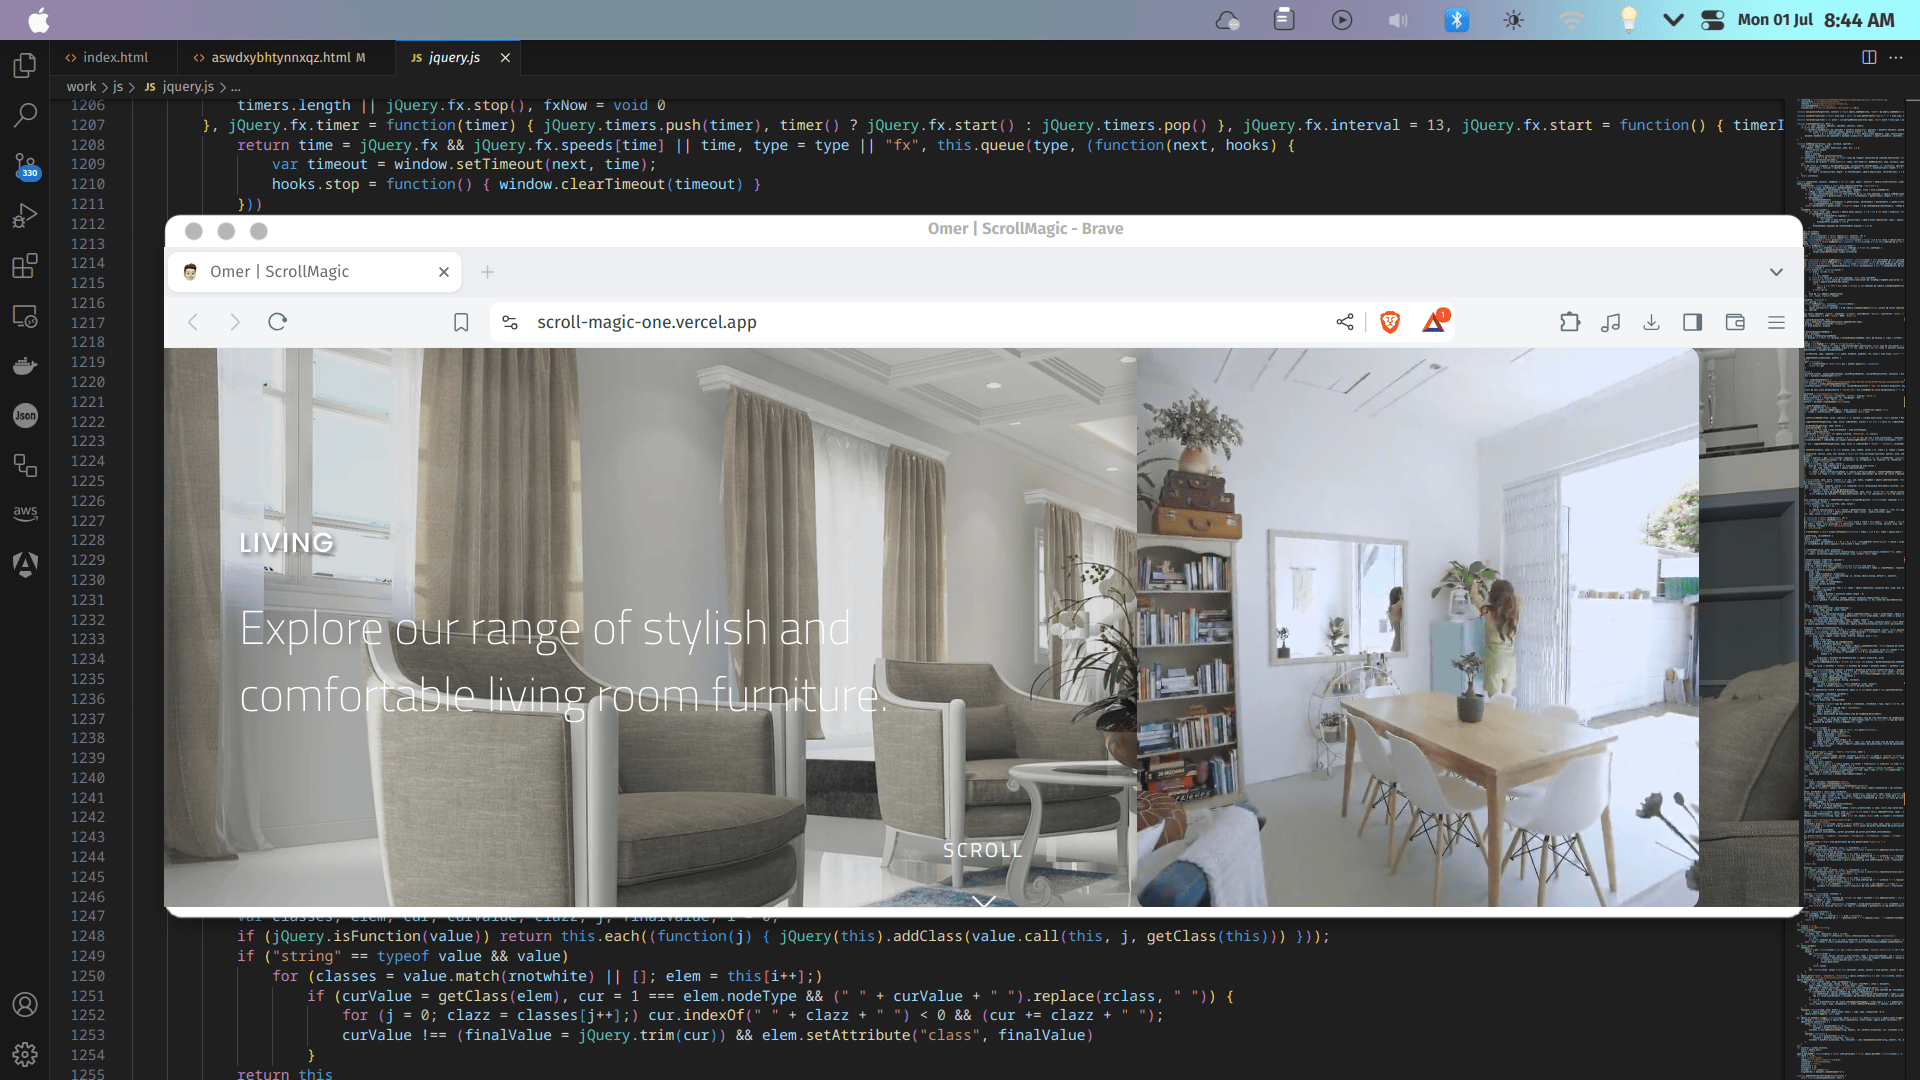 Mon 01 Jul 8:44 AM
index.html
aswdxybhtynnxqz.html M
JS jquery.js
work > js > JS jquery.js > ...
330
Json
aws
1206 timers.length || jQuery.fx.stop(), fxNow = void 0
1207 }, jQuery.fx.timer = function(timer) { jQuery.timers.push(timer), timer() ? jQuery.fx.start() : jQuery.timers.pop() }, jQuery.fx.interval = 13, jQuery.fx.start = function() { timerI
1208 return time = jQuery.fx && jQuery.fx.speeds[time] || time, type = type || "fx", this.queue(type, (function(next, hooks) {
1209 var timeout = window.setTimeout(next, time);
1210 hooks.stop = function() { window.clearTimeout(timeout) }
1211 }))
1212
1213
1214
1215
1216
1217
1218
1219
1220
1221
1222
1223
1224
1225
1226
1227
1228
1229
1230
1231
1232
1233
1234
1235
1236
1237
1238
1239
1240
1241
1242
1243
1244
1245
1246
Omer | ScrollMagic - Brave
Omer | ScrollMagic
scroll-magic-one.vercel.app
1
LIVING
Explore our range of stylish and
comfortable living room furniture.
SCROLL
1247 var classes, elem, cur, curValue, clazz, j, finalValue, i = 0;
1248 if (jQuery.isFunction(value)) return this.each((function(j) { jQuery(this).addClass(value.call(this, j, getClass(this))) }));
1249 if ("string" == typeof value && value)
1250 for (classes = value.match(rnotwhite) || []; elem = this[i++];)
1251 if (curValue = getClass(elem), cur = 1 === elem.nodeType && (" " + curValue + " ").replace(rclass, " ")) {
1252 for (j = 0; clazz = classes[j++];) cur.indexOf(" " + clazz + " ") < 0 && (cur += clazz + " ");
1253 curValue !== (finalValue = jQuery.trim(cur)) && elem.setAttribute("class", finalValue)
1254 }
1255 return this